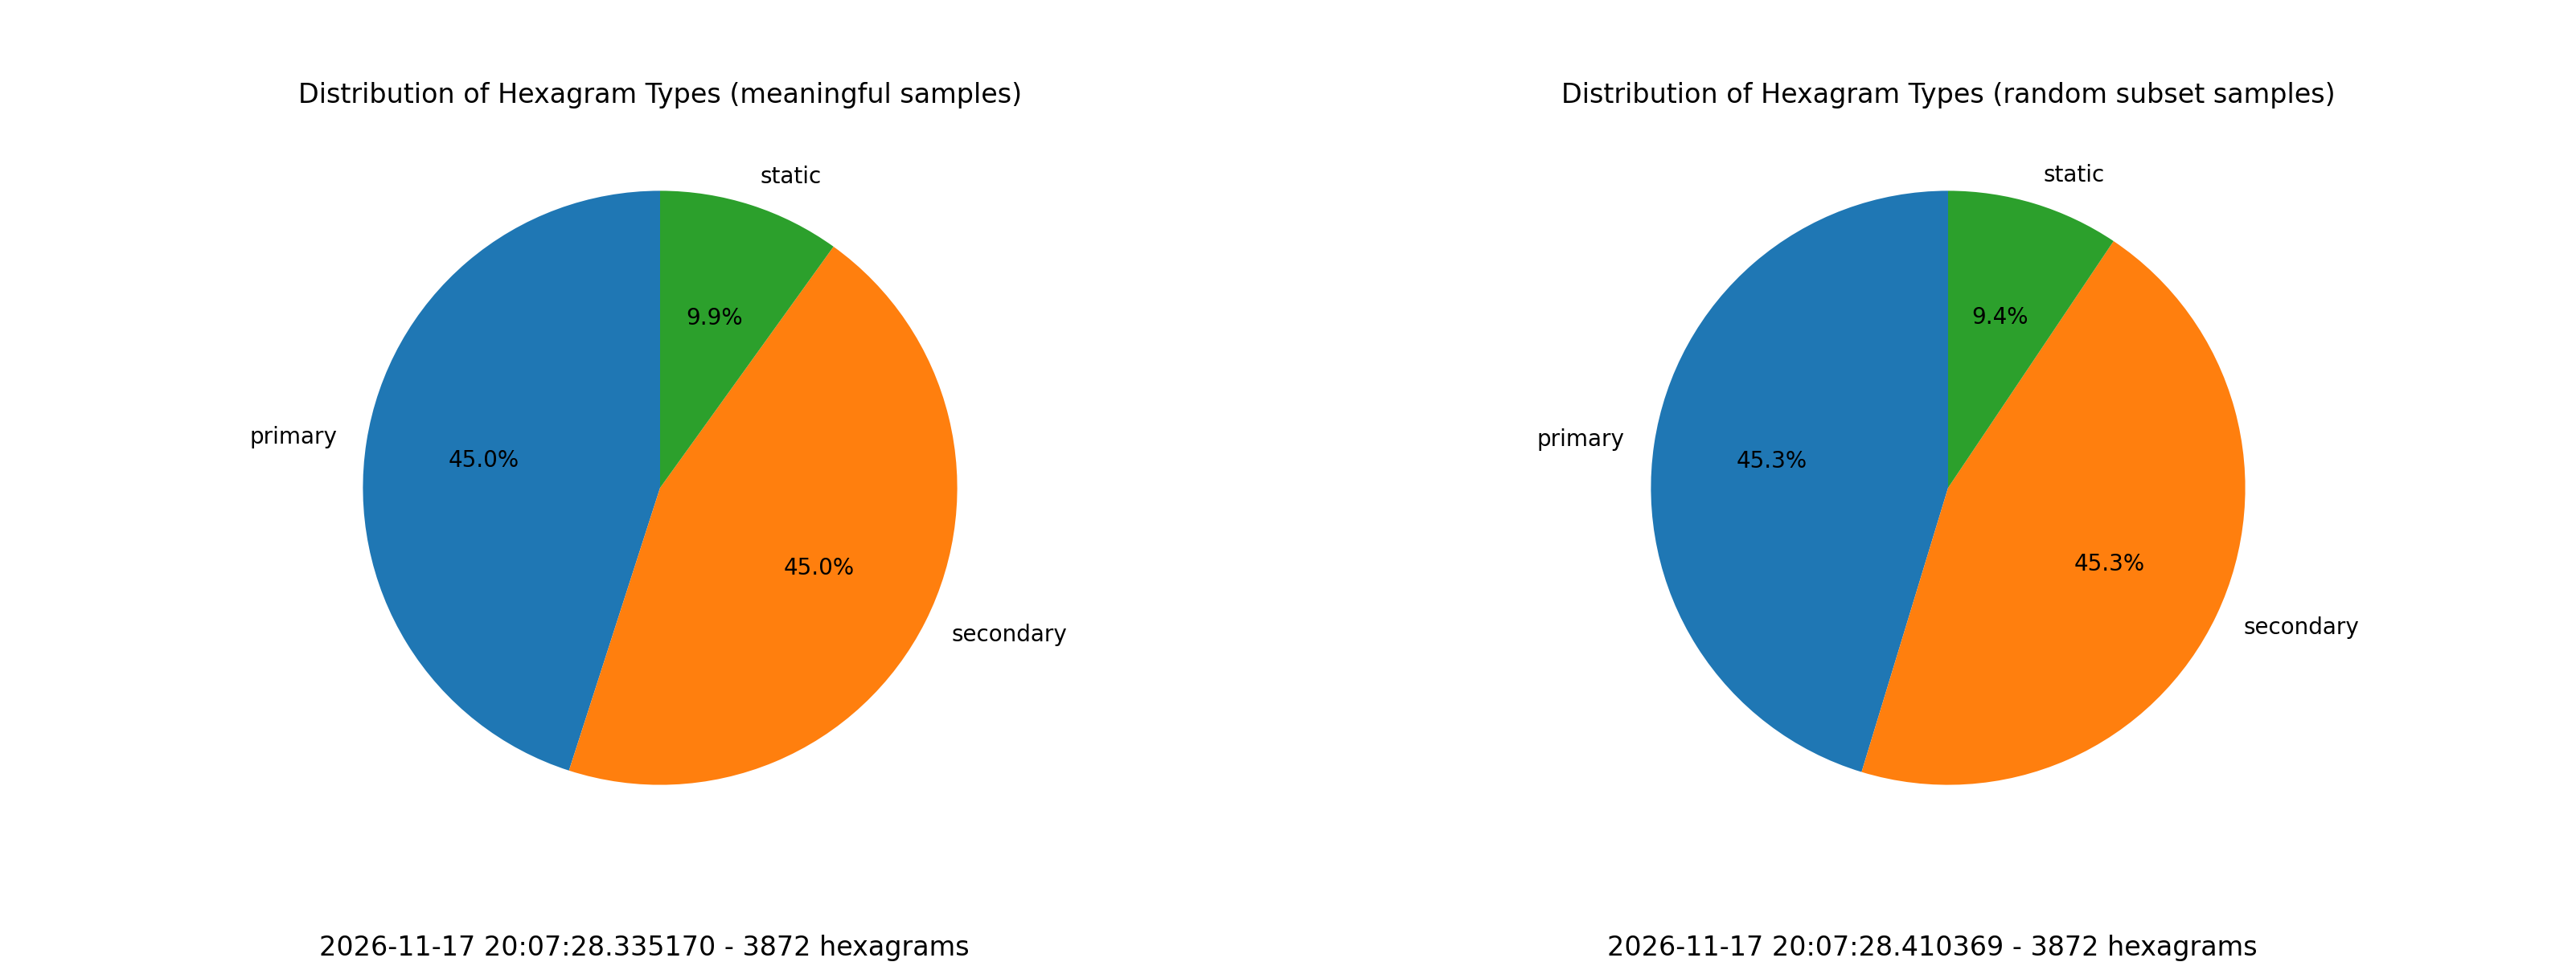 Distribution of Hexagram Types (meaningful samples)
static
9.9%
primary
45.0%
45.0%
secondary
2026-11-17 20:07:28.335170 - 3872 hexagrams
Distribution of Hexagram Types (random subset samples)
static
9.4%
primary
45.3%
45.3%
secondary
2026-11-17 20:07:28.410369 - 3872 hexagrams